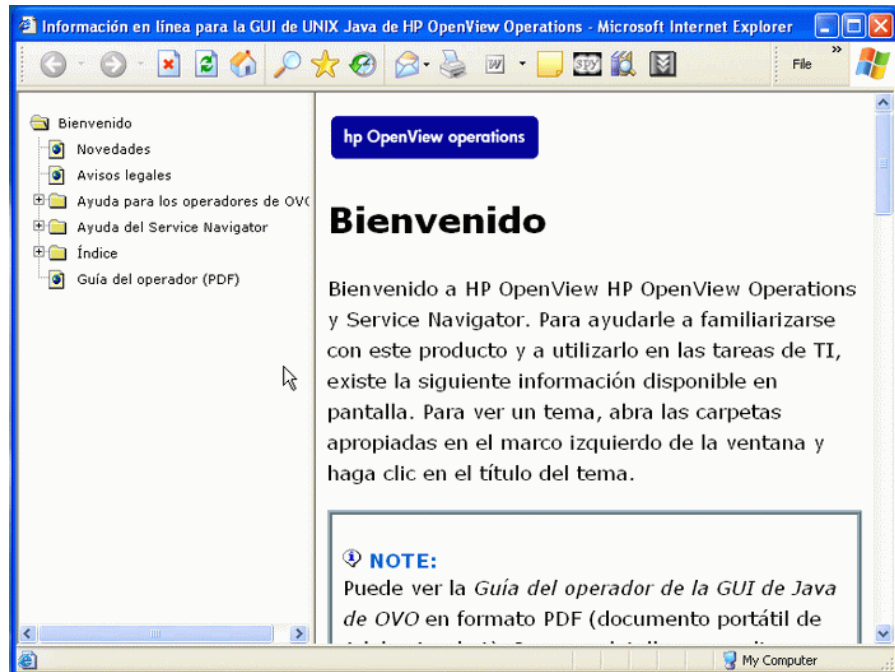 Información en línea para la GUI de UNIX Java de HP OpenView Operations - Microsoft Internet Explorer
File
Bienvenido
Novedades
Avisos legales
Ayuda para los operadores de OV
Ayuda del Service Navigator
Índice
Guía del operador (PDF)
hp OpenView operations
Bienvenido
Bienvenido a HP OpenView HP OpenView Operations
y Service Navigator. Para ayudarle a familiarizarse
con este producto y a utilizarlo en las tareas de TI,
existe la siguiente información disponible en
pantalla. Para ver un tema, abra las carpetas
apropiadas en el marco izquierdo de la ventana y
haga clic en el título del tema.
NOTE:
Puede ver la Guía del operador de la GUI de Java
de OVO en formato PDF (documento portátil de
My Computer